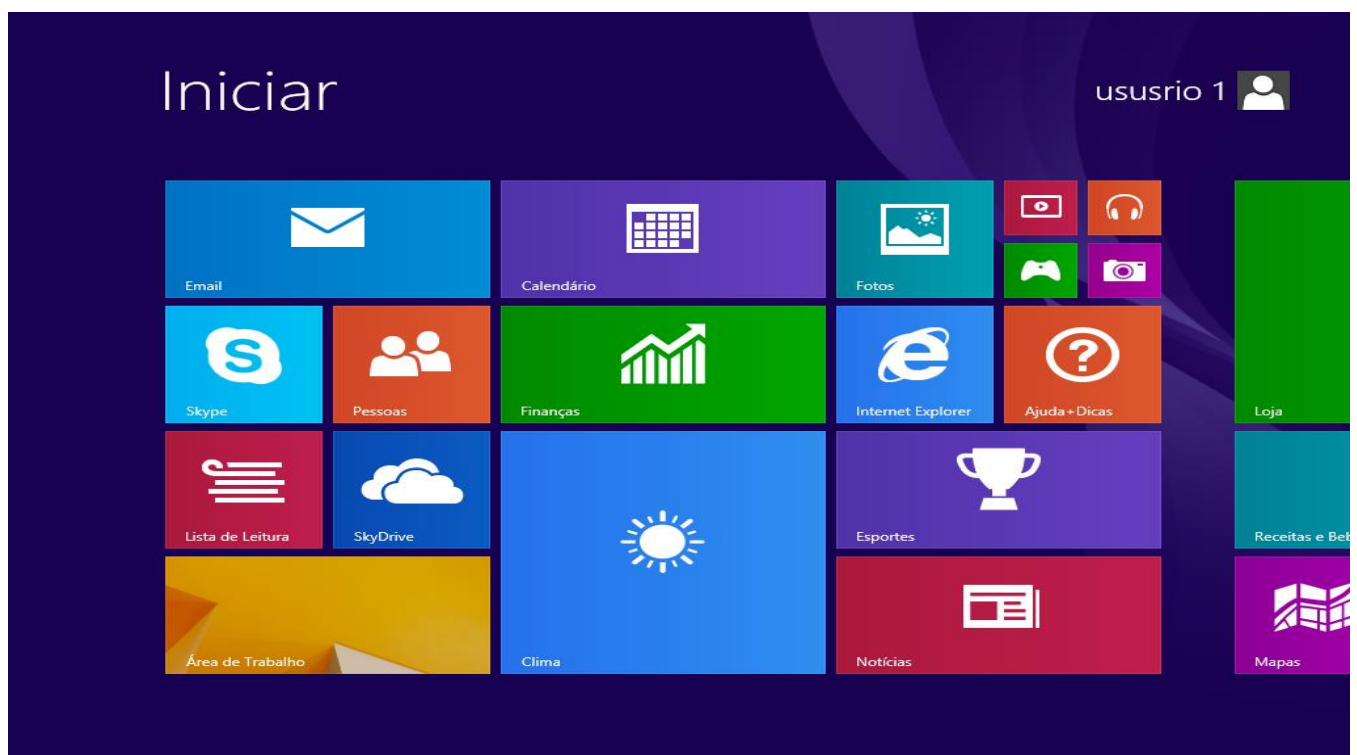 Iniciar
ususrio 1
Email
Calendário
Fotos
Skype
Pessoas
Finanças
Internet Explorer
Ajuda+Dicas
Loja
Lista de Leitura
SkyDrive
Esportes
Receitas e Beb
Área de Trabalho
Clima
Notícias
Mapas